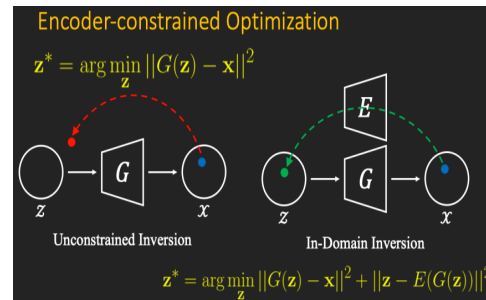 Encoder-constrained Optimization
z* = arg min_z ||G(z) − x||²
E
G
G
z
x
z
x
Unconstrained Inversion
In-Domain Inversion
z* = arg min_z ||G(z) − x||² + ||z − E(G(z))||²